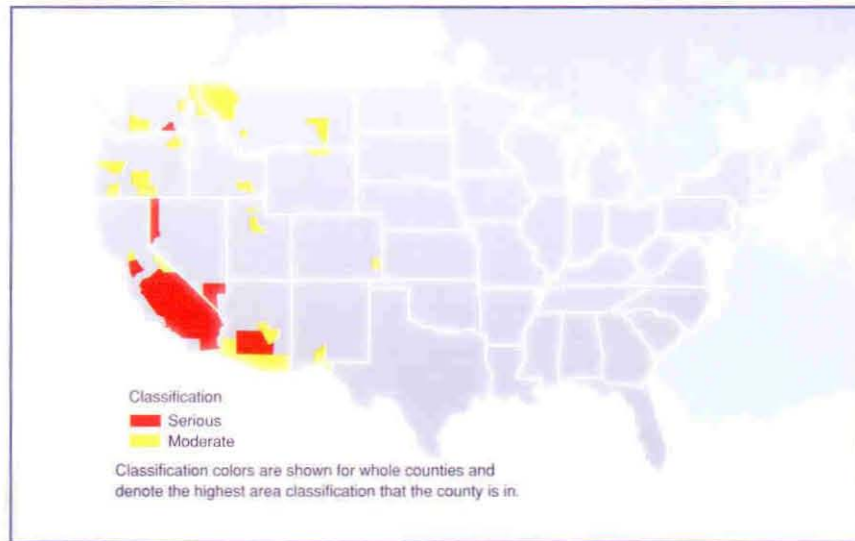 Classification
Serious
Moderate
Classification colors are shown for whole counties and
denote the highest area classification that the county is in.